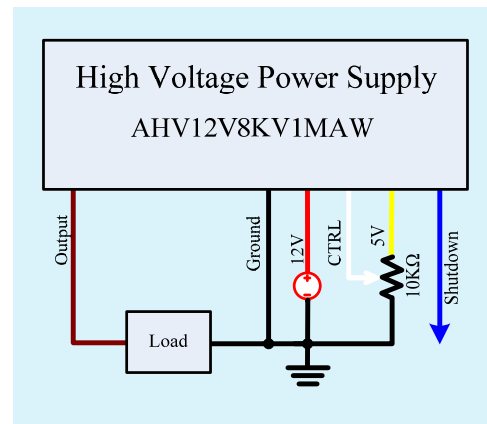 High Voltage Power Supply
AHV12V8KV1MAW
Output
Ground
12V
CTRL
5V
10KΩ
Shutdown
Load